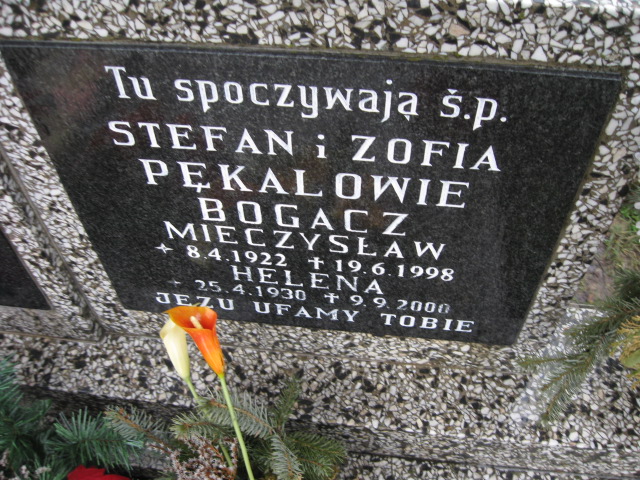 Tu spoczywają ś.p.
STEFAN i ZOFIA
PĘKALOWIE
BOGACZ
MIECZYSŁAW
+ 8.4.1922 † 19.6.1998
HELENA
+ 25.4.1930 † 9.9.2000
JEZU UFAMY TOBIE